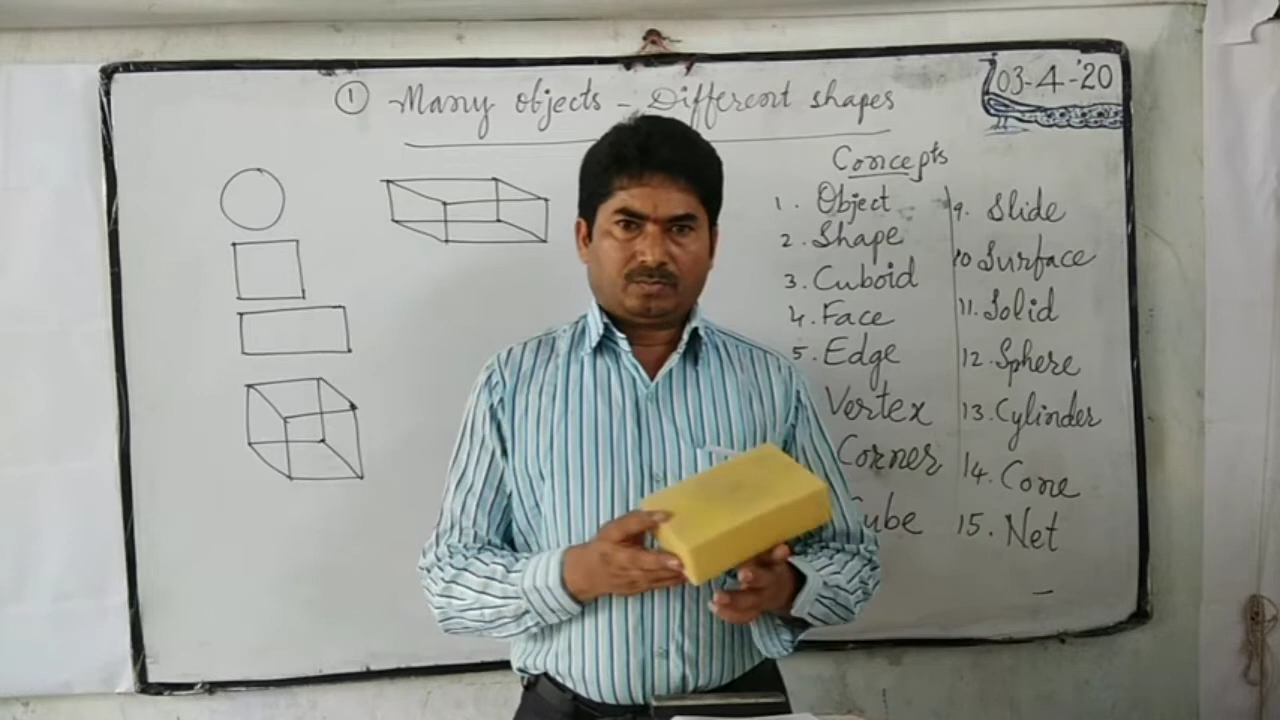 ① Many objects - Different shapes
03-4-'20
Concepts
1. Object
2. Shape
3. Cuboid
4. Face
5. Edge
Vertex
Corner
Cube
9. Slide
10 Surface
11. Solid
12. Sphere
13. Cylinder
14. Cone
15. Net